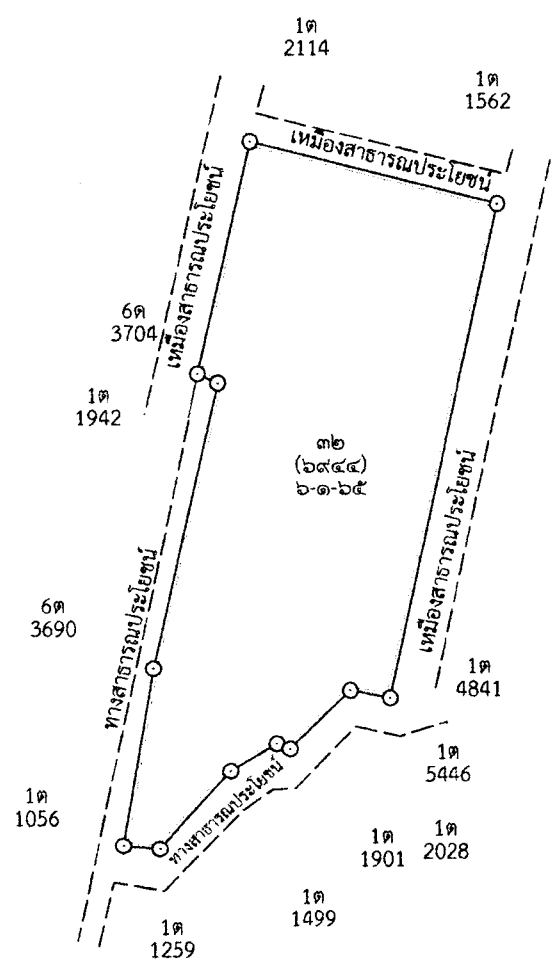 1ต
2114
1ต
1562
เหมืองสาธารณประโยชน์
เหมืองสาธารณประโยชน์
6ต
3704
1ต
1942
๓๒
(๖๙๔๔)
๖-๑-๖๕
เหมืองสาธารณประโยชน์
6ต
3690
ทางสาธารณประโยชน์
1ต
4841
1ต
5446
1ต
1056
ทางสาธารณประโยชน์
1ต
1901
1ต
2028
1ต
1499
1ต
1259